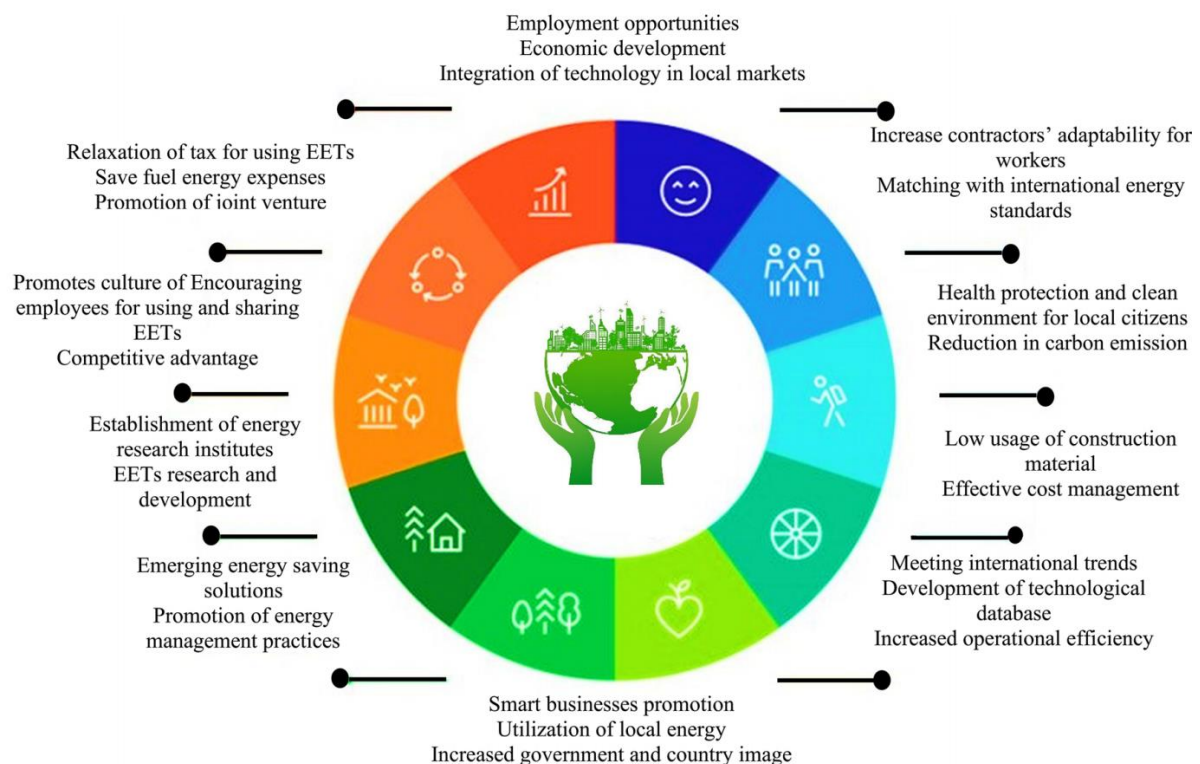 Employment opportunities
Economic development
Integration of technology in local markets
Relaxation of tax for using EETs
Save fuel energy expenses
Promotion of ioint venture
Increase contractors' adaptability for
workers
Matching with international energy
standards
Promotes culture of Encouraging
employees for using and sharing
EETs
Competitive advantage
Health protection and clean
environment for local citizens
Reduction in carbon emission
Establishment of energy
research institutes
EETs research and
development
Low usage of construction
material
Effective cost management
Emerging energy saving
solutions
Promotion of energy
management practices
Meeting international trends
Development of technological
database
Increased operational efficiency
Smart businesses promotion
Utilization of local energy
Increased government and country image